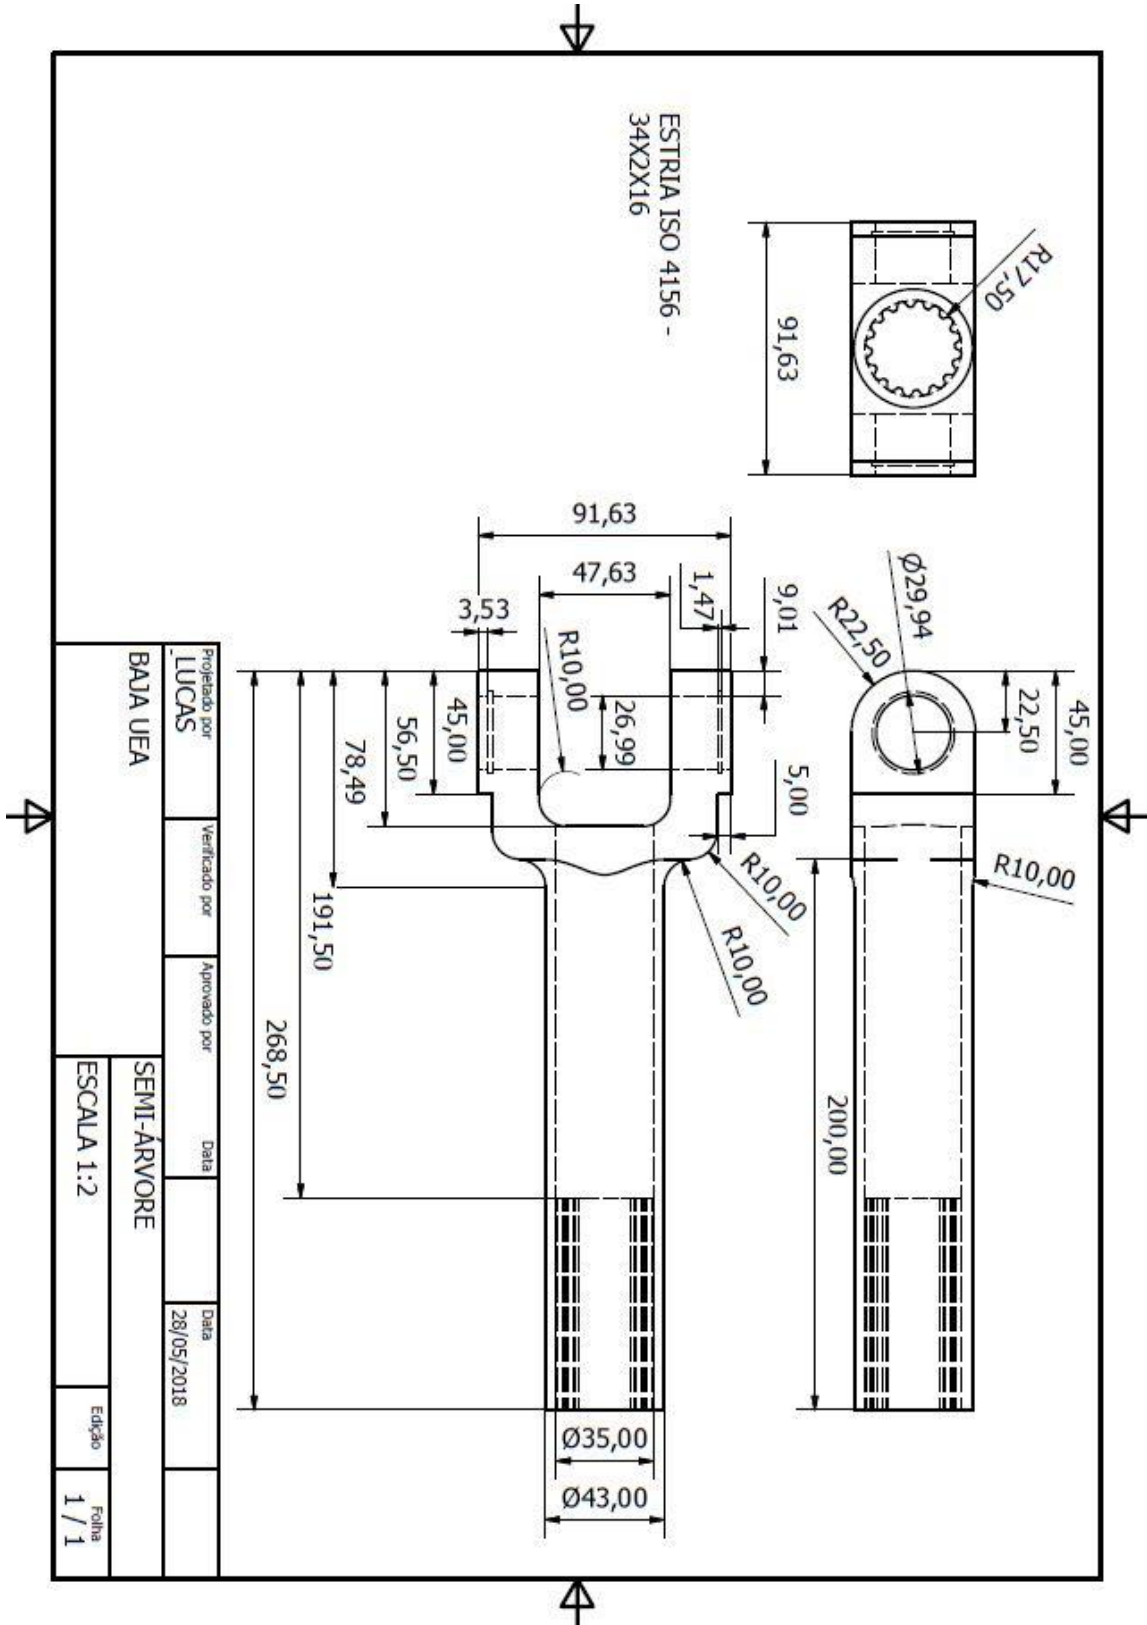 R17,50
91,63
ESTRIA ISO 4156 -
34X2X16
Ø29,94
R22,50
22,50
45,00
R10,00
200,00
91,63
47,63
3,53
1,47
9,01
R10,00
26,99
5,00
45,00
56,50
78,49
191,50
268,50
R10,00
R10,00
Ø35,00
Ø43,00
Projetado por
LUCAS
Verificado por
Aprovado por
Data
Data
28/05/2018
BAJA UEA
SEMI-ÁRVORE
ESCALA 1:2
Edição
Folha
1 / 1